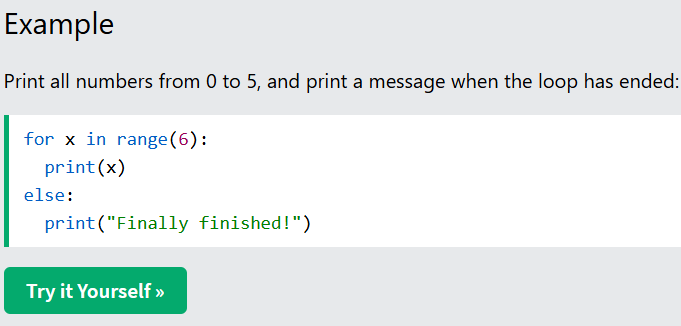 Example
Print all numbers from 0 to 5, and print a message when the loop has ended:
for x in range(6):
  print(x)
else:
  print("Finally finished!")
Try it Yourself »